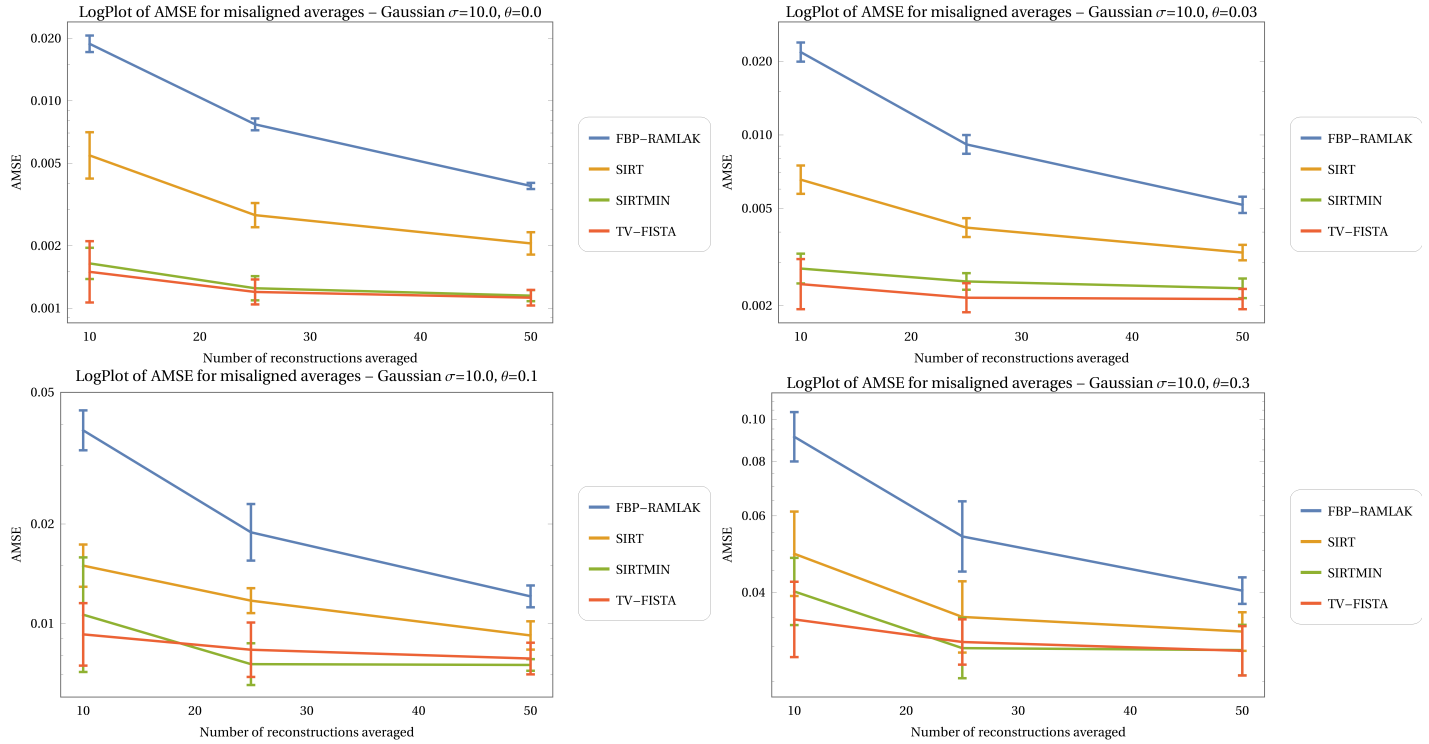 LogPlot of AMSE for misaligned averages – Gaussian σ=10.0, θ=0.0
0.020
0.010
0.005
0.002
0.001
AMSE
10
20
30
40
50
Number of reconstructions averaged
FBP–RAMLAK
SIRT
SIRTMIN
TV–FISTA
LogPlot of AMSE for misaligned averages – Gaussian σ=10.0, θ=0.03
0.020
0.010
0.005
0.002
AMSE
10
20
30
40
50
Number of reconstructions averaged
FBP–RAMLAK
SIRT
SIRTMIN
TV–FISTA
LogPlot of AMSE for misaligned averages – Gaussian σ=10.0, θ=0.1
0.05
0.02
0.01
AMSE
10
20
30
40
50
Number of reconstructions averaged
FBP–RAMLAK
SIRT
SIRTMIN
TV–FISTA
LogPlot of AMSE for misaligned averages – Gaussian σ=10.0, θ=0.3
0.10
0.08
0.06
0.04
AMSE
10
20
30
40
50
Number of reconstructions averaged
FBP–RAMLAK
SIRT
SIRTMIN
TV–FISTA